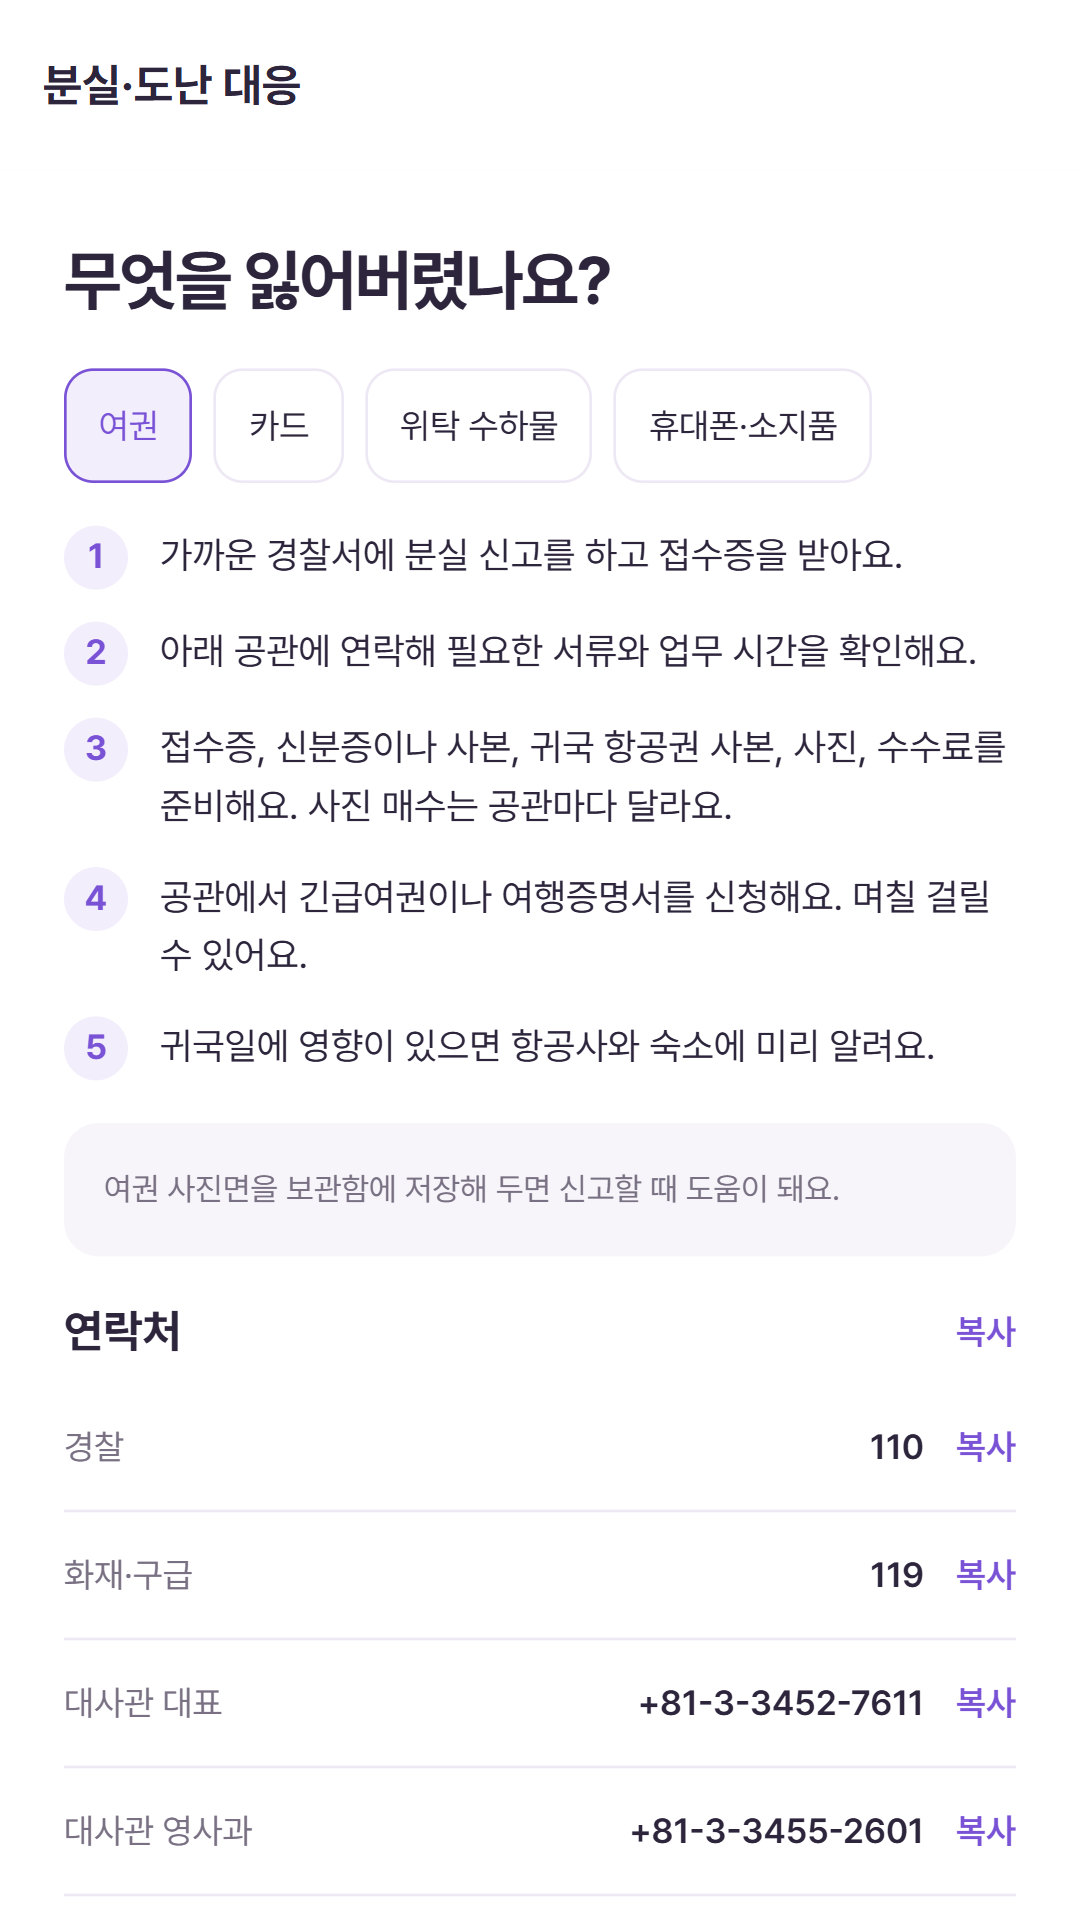 분실·도난 대응
무엇을 잃어버렸나요?
여권 카드 위탁 수하물 휴대폰·소지품
1 가까운 경찰서에 분실 신고를 하고 접수증을 받아요.
2 아래 공관에 연락해 필요한 서류와 업무 시간을 확인해요.
3 접수증, 신분증이나 사본, 귀국 항공권 사본, 사진, 수수료를
준비해요. 사진 매수는 공관마다 달라요.
4 공관에서 긴급여권이나 여행증명서를 신청해요. 며칠 걸릴
수 있어요.
5 귀국일에 영향이 있으면 항공사와 숙소에 미리 알려요.
여권 사진면을 보관함에 저장해 두면 신고할 때 도움이 돼요.
연락처 복사
경찰 110 복사
화재·구급 119 복사
대사관 대표 +81-3-3452-7611 복사
대사관 영사과 +81-3-3455-2601 복사